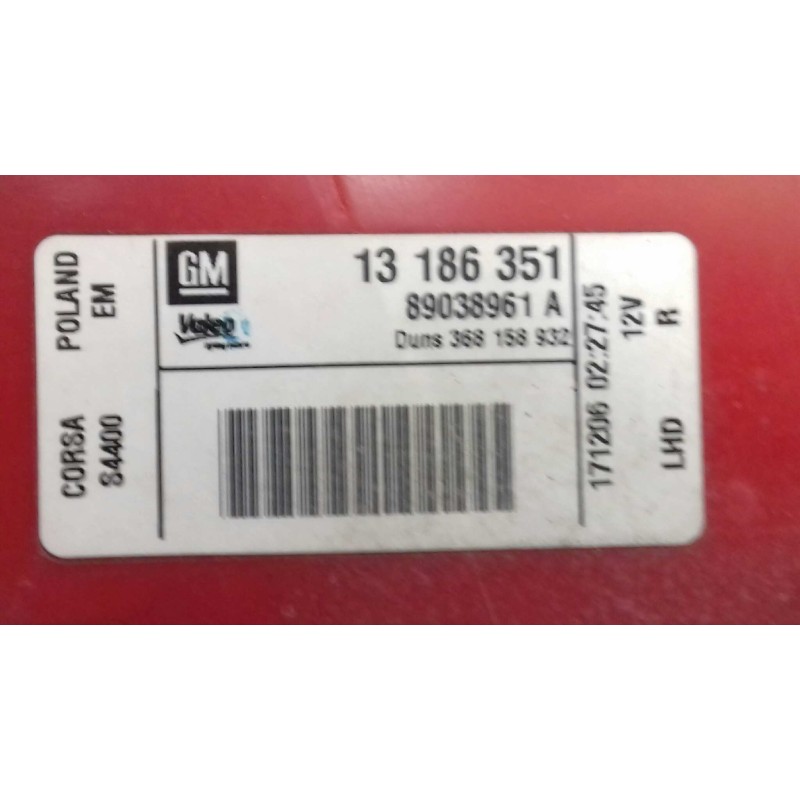 CORSA POLAND
S4400 EM
GM
Valeo
13 186 351
89038961 A
Duns 368 158 932
171206 02:27:45
12V
LHD R